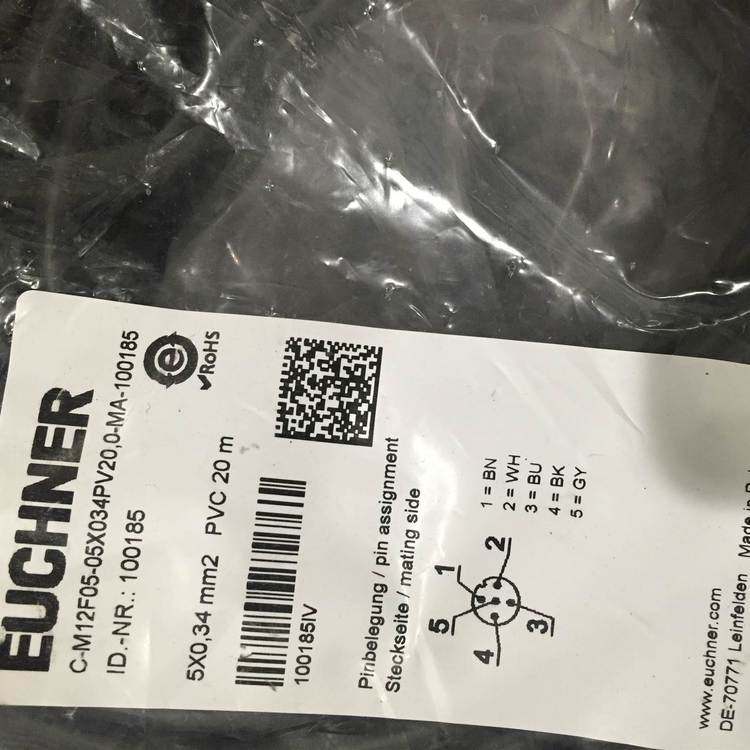 EUCHNER
C-M12F05-05X034PV20,0-MA-100185
ID.-NR.: 100185
e
RoHS
5X0,34 mm2 PVC 20 m
100185IV
Pinbelegung / pin assignment
Steckseite / mating side
1 = BN
2 = WH
3 = BU
4 = BK
5 = GY
1
2
5
4
3
www.euchner.com
DE-70771 Leinfelden Made in